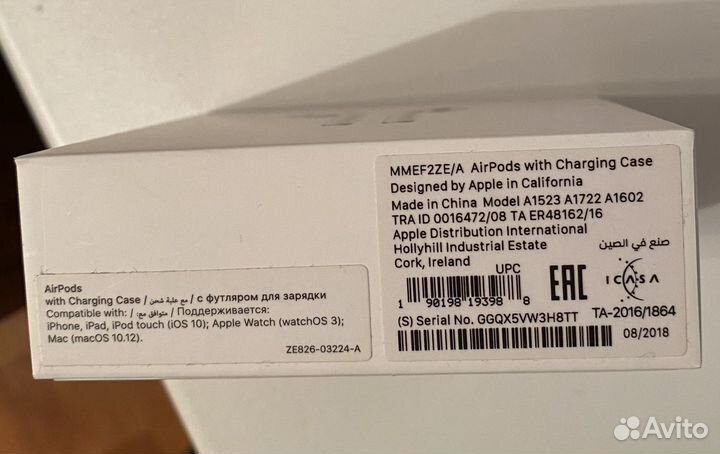 MMEF2ZE/A AirPods with Charging Case
Designed by Apple in California
Made in China Model A1523 A1722 A1602
TRA ID 0016472/08 TA ER48162/16
Apple Distribution International
Hollyhill Industrial Estate
صنع في الصين
Cork, Ireland
UPC
EAC
ICASA
1 90198 19398 8
TA-2016/1864
(S) Serial No. GGQX5VW3H8TT
08/2018
AirPods
with Charging Case / مع علبة شحن / с футляром для зарядки
Compatible with: / متوافق مع: / Поддерживается:
iPhone, iPad, iPod touch (iOS 10); Apple Watch (watchOS 3);
Mac (macOS 10.12).
ZE826-03224-A
Avito